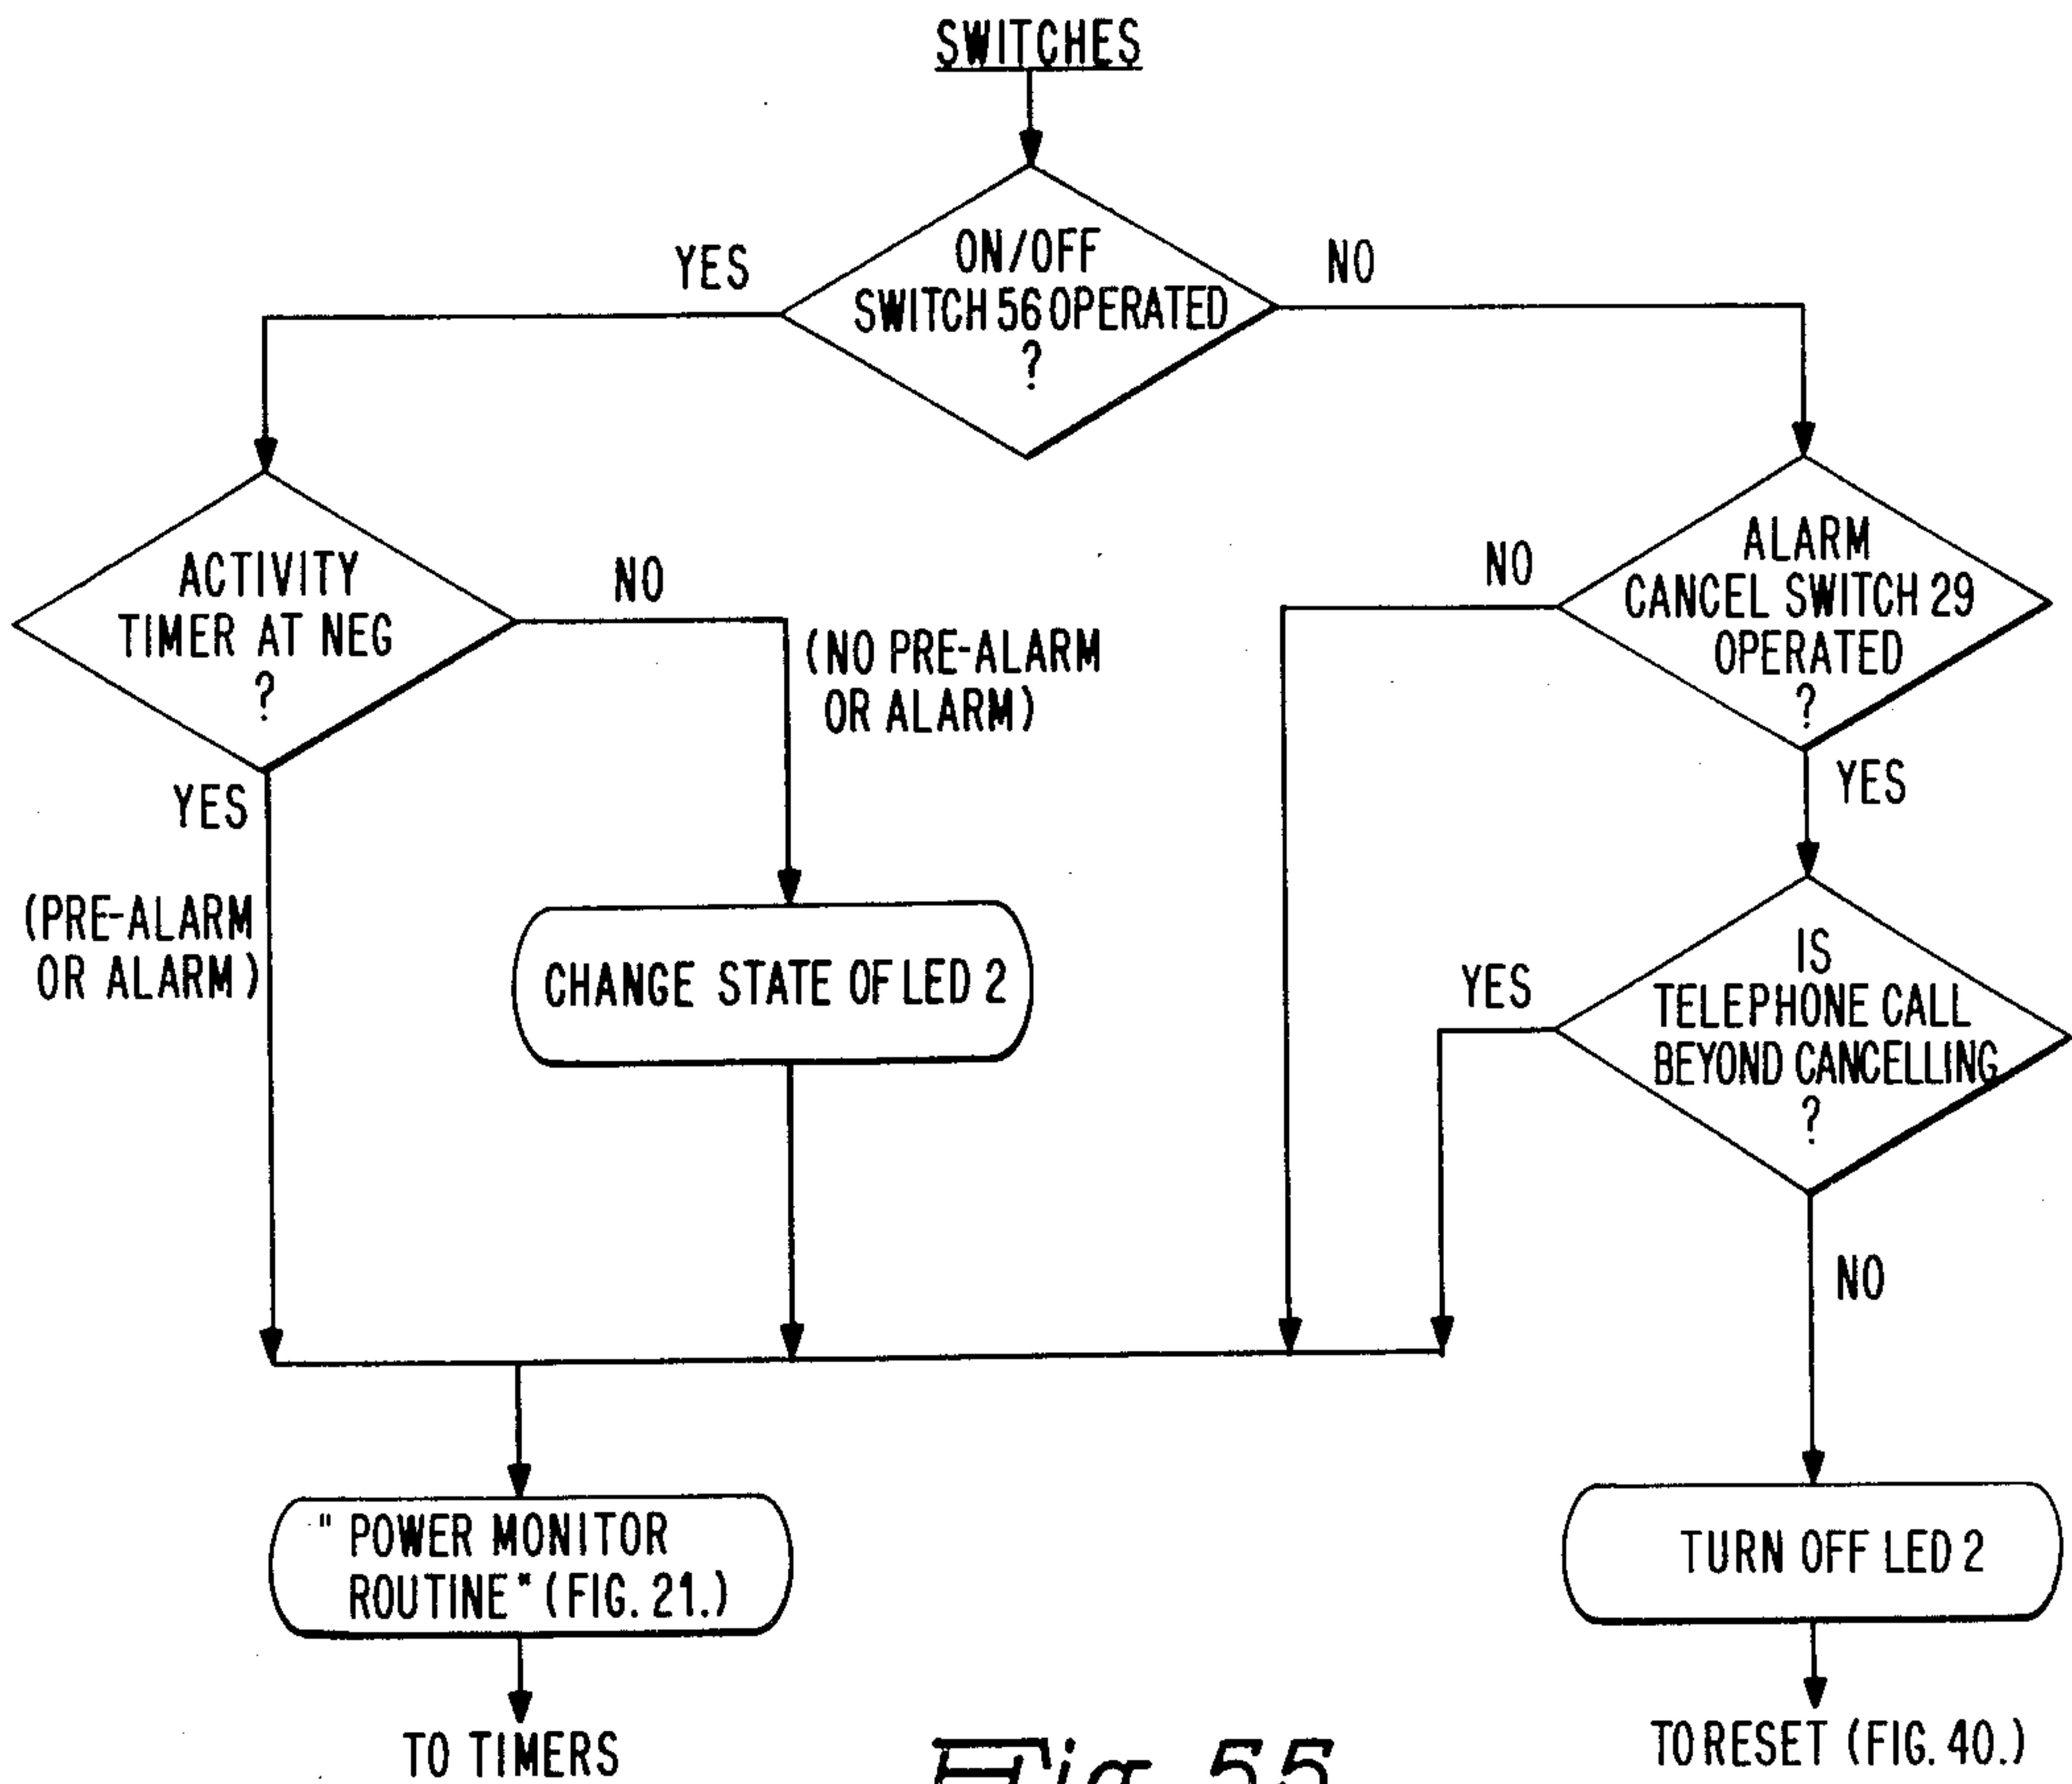 SWITCHES
ON/OFF
SWITCH 56 OPERATED
?
YES
NO
ACTIVITY
TIMER AT NEG
?
NO
(NO PRE-ALARM
OR ALARM)
YES
(PRE-ALARM
OR ALARM)
CHANGE STATE OF LED 2
ALARM
CANCEL SWITCH 29
OPERATED
?
NO
YES
IS
TELEPHONE CALL
BEYOND CANCELLING
?
YES
NO
" POWER MONITOR
ROUTINE" (FIG. 21.)
TO TIMERS
TURN OFF LED 2
TO RESET (FIG. 40.)
Fig. 55